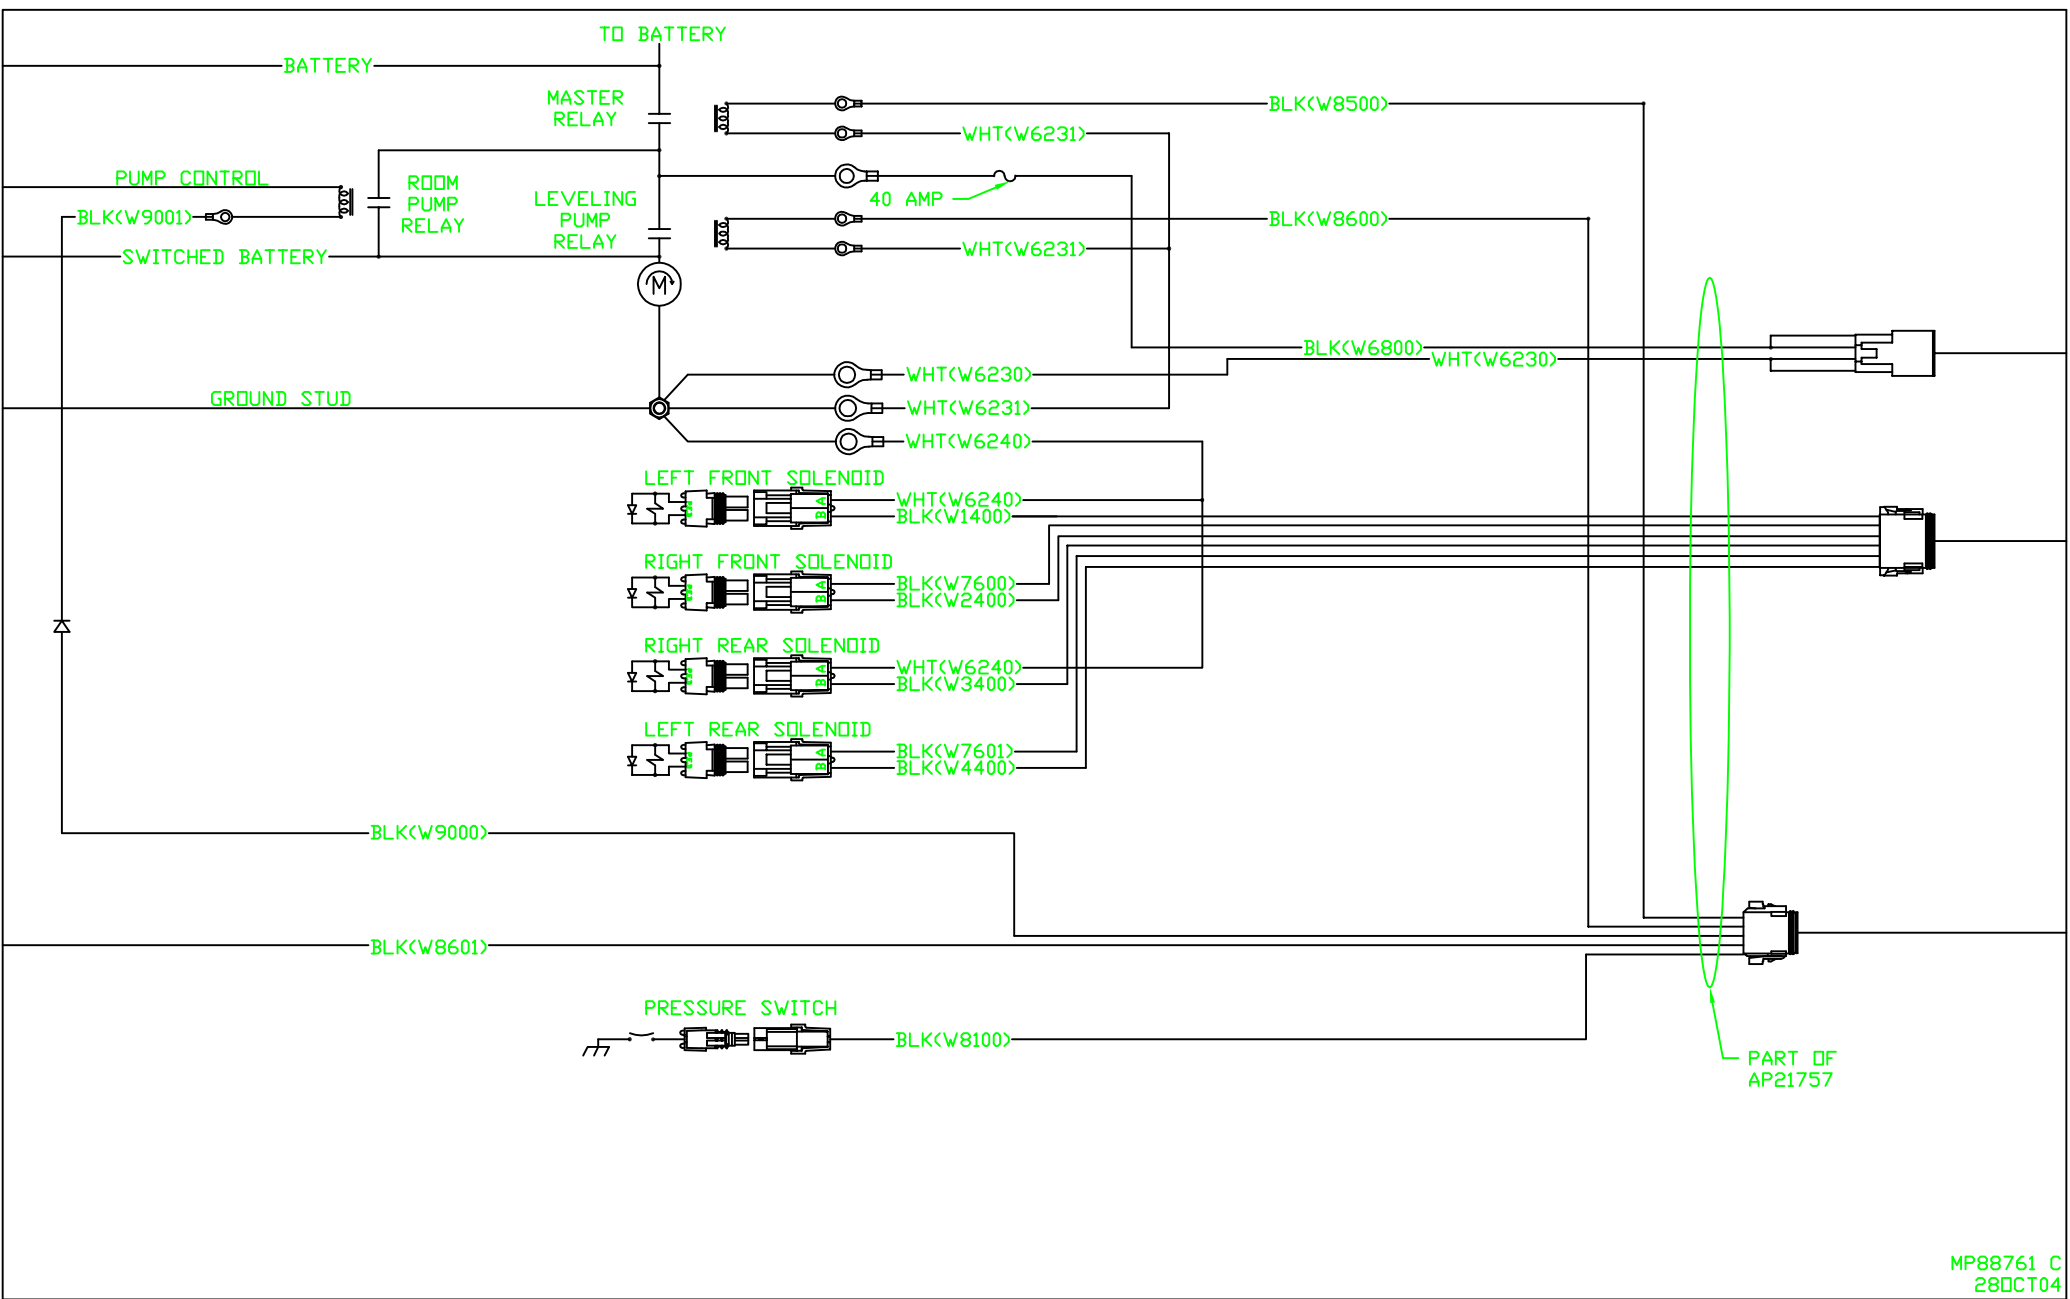 TO BATTERY
BATTERY
MASTER
RELAY
BLK(W8500)
WHT(W6231)
PUMP CONTROL
ROOM
PUMP
RELAY
LEVELING
PUMP
RELAY
40 AMP
BLK(W9001)
BLK(W8600)
WHT(W6231)
SWITCHED BATTERY
M
BLK(W6800)
WHT(W6230)
WHT(W6230)
GROUND STUD
WHT(W6231)
WHT(W6240)
LEFT FRONT SOLENOID
A
B
WHT(W6240)
BLK(W1400)
RIGHT FRONT SOLENOID
A
B
BLK(W7600)
BLK(W2400)
RIGHT REAR SOLENOID
A
B
WHT(W6240)
BLK(W3400)
LEFT REAR SOLENOID
A
B
BLK(W7601)
BLK(W4400)
BLK(W9000)
BLK(W8601)
PRESSURE SWITCH
BLK(W8100)
PART OF
AP21757
MP88761 C
28OCT04